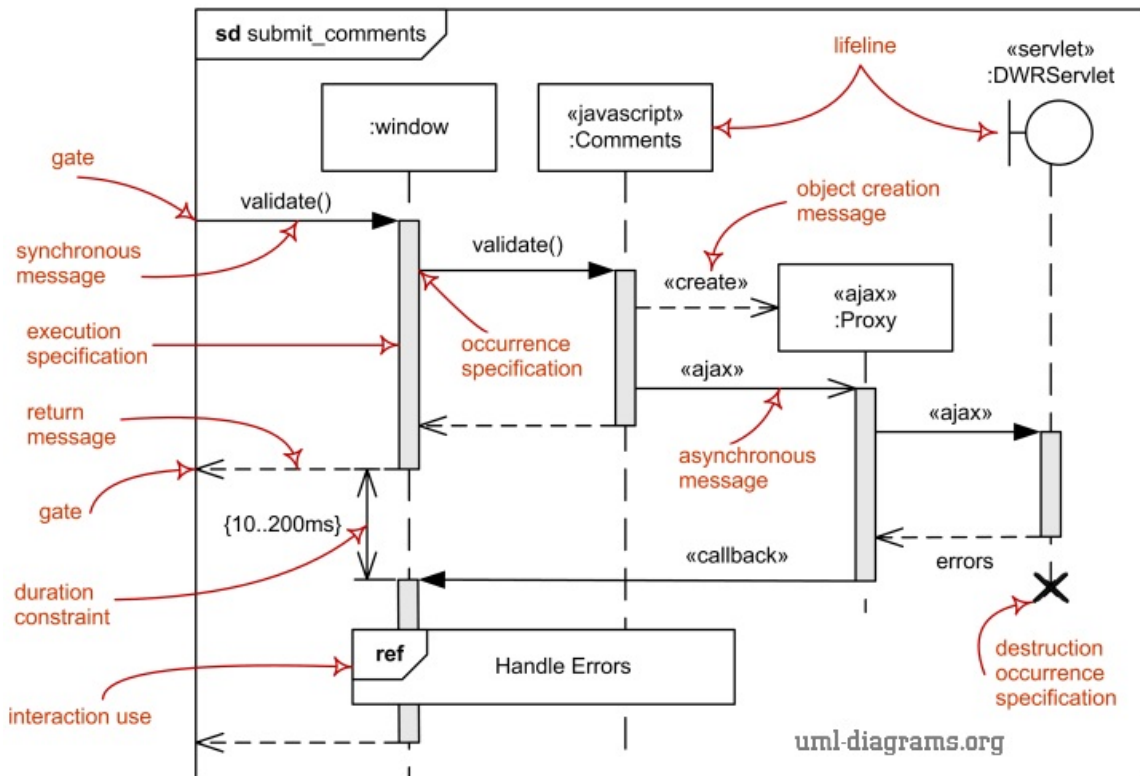 sd submit_comments
lifeline
«servlet»
:DWRServlet
:window
«javascript»
:Comments
gate
validate()
object creation
message
synchronous
message
validate()
«create»
«ajax»
:Proxy
execution
specification
occurrence
specification
«ajax»
return
message
«ajax»
asynchronous
message
gate
{10..200ms}
«callback»
errors
duration
constraint
ref
Handle Errors
destruction
occurrence
specification
interaction use
uml-diagrams.org